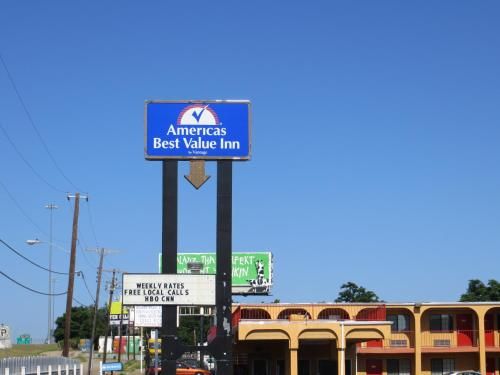 Americas
Best Value Inn
by Vantage
WEEKLY RATES
FREE LOCAL CALLS
HBO CNN
P